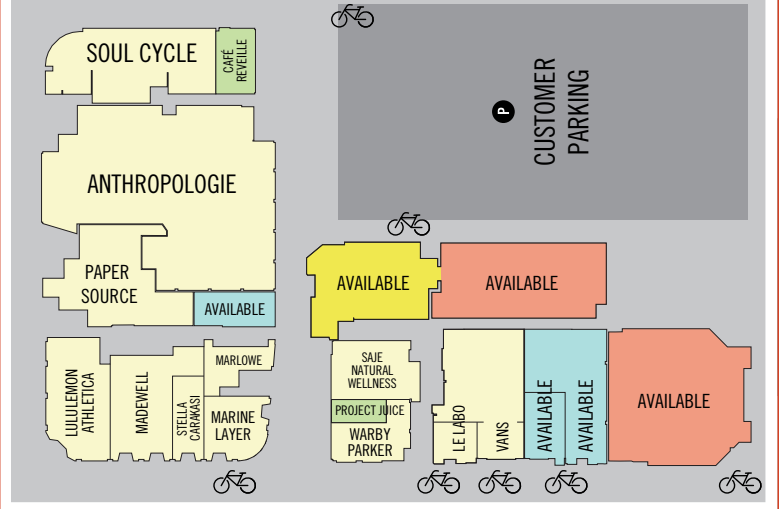 SOUL CYCLE
CAFÉ
REVEILLE
P
CUSTOMER
PARKING
ANTHROPOLOGIE
PAPER
SOURCE
AVAILABLE
AVAILABLE
AVAILABLE
LULULEMON
ATHLETICA
MADEWELL
STELLA
CARAKASI
MARLOWE
MARINE
LAYER
SAJE
NATURAL
WELLNESS
PROJECT JUICE
WARBY
PARKER
LE LABO
VANS
AVAILABLE
AVAILABLE
AVAILABLE